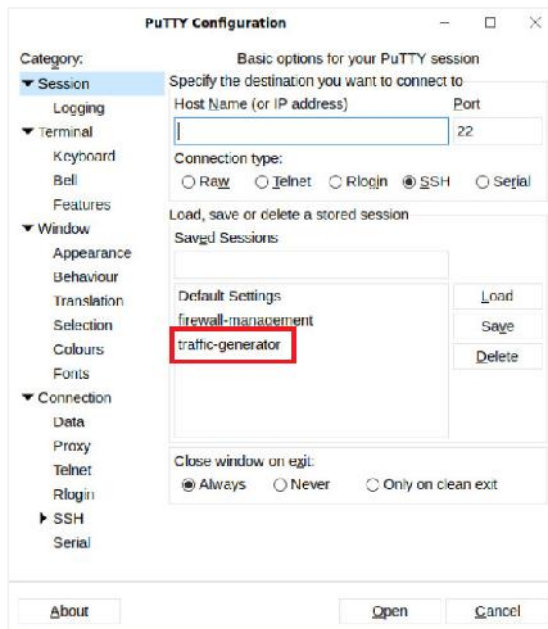 PuTTY Configuration
Category:
Session
Logging
Terminal
Keyboard
Bell
Features
Window
Appearance
Behaviour
Translation
Selection
Colours
Fonts
Connection
Data
Proxy
Telnet
Rlogin
SSH
Serial
Basic options for your PuTTY session
Specify the destination you want to connect to
Host Name (or IP address) Port
22
Connection type:
Raw Telnet Rlogin SSH Serial
Load, save or delete a stored session
Saved Sessions
Default Settings
firewall-management
traffic-generator
Load
Save
Delete
Close window on exit:
Always Never Only on clean exit
About Open Cancel